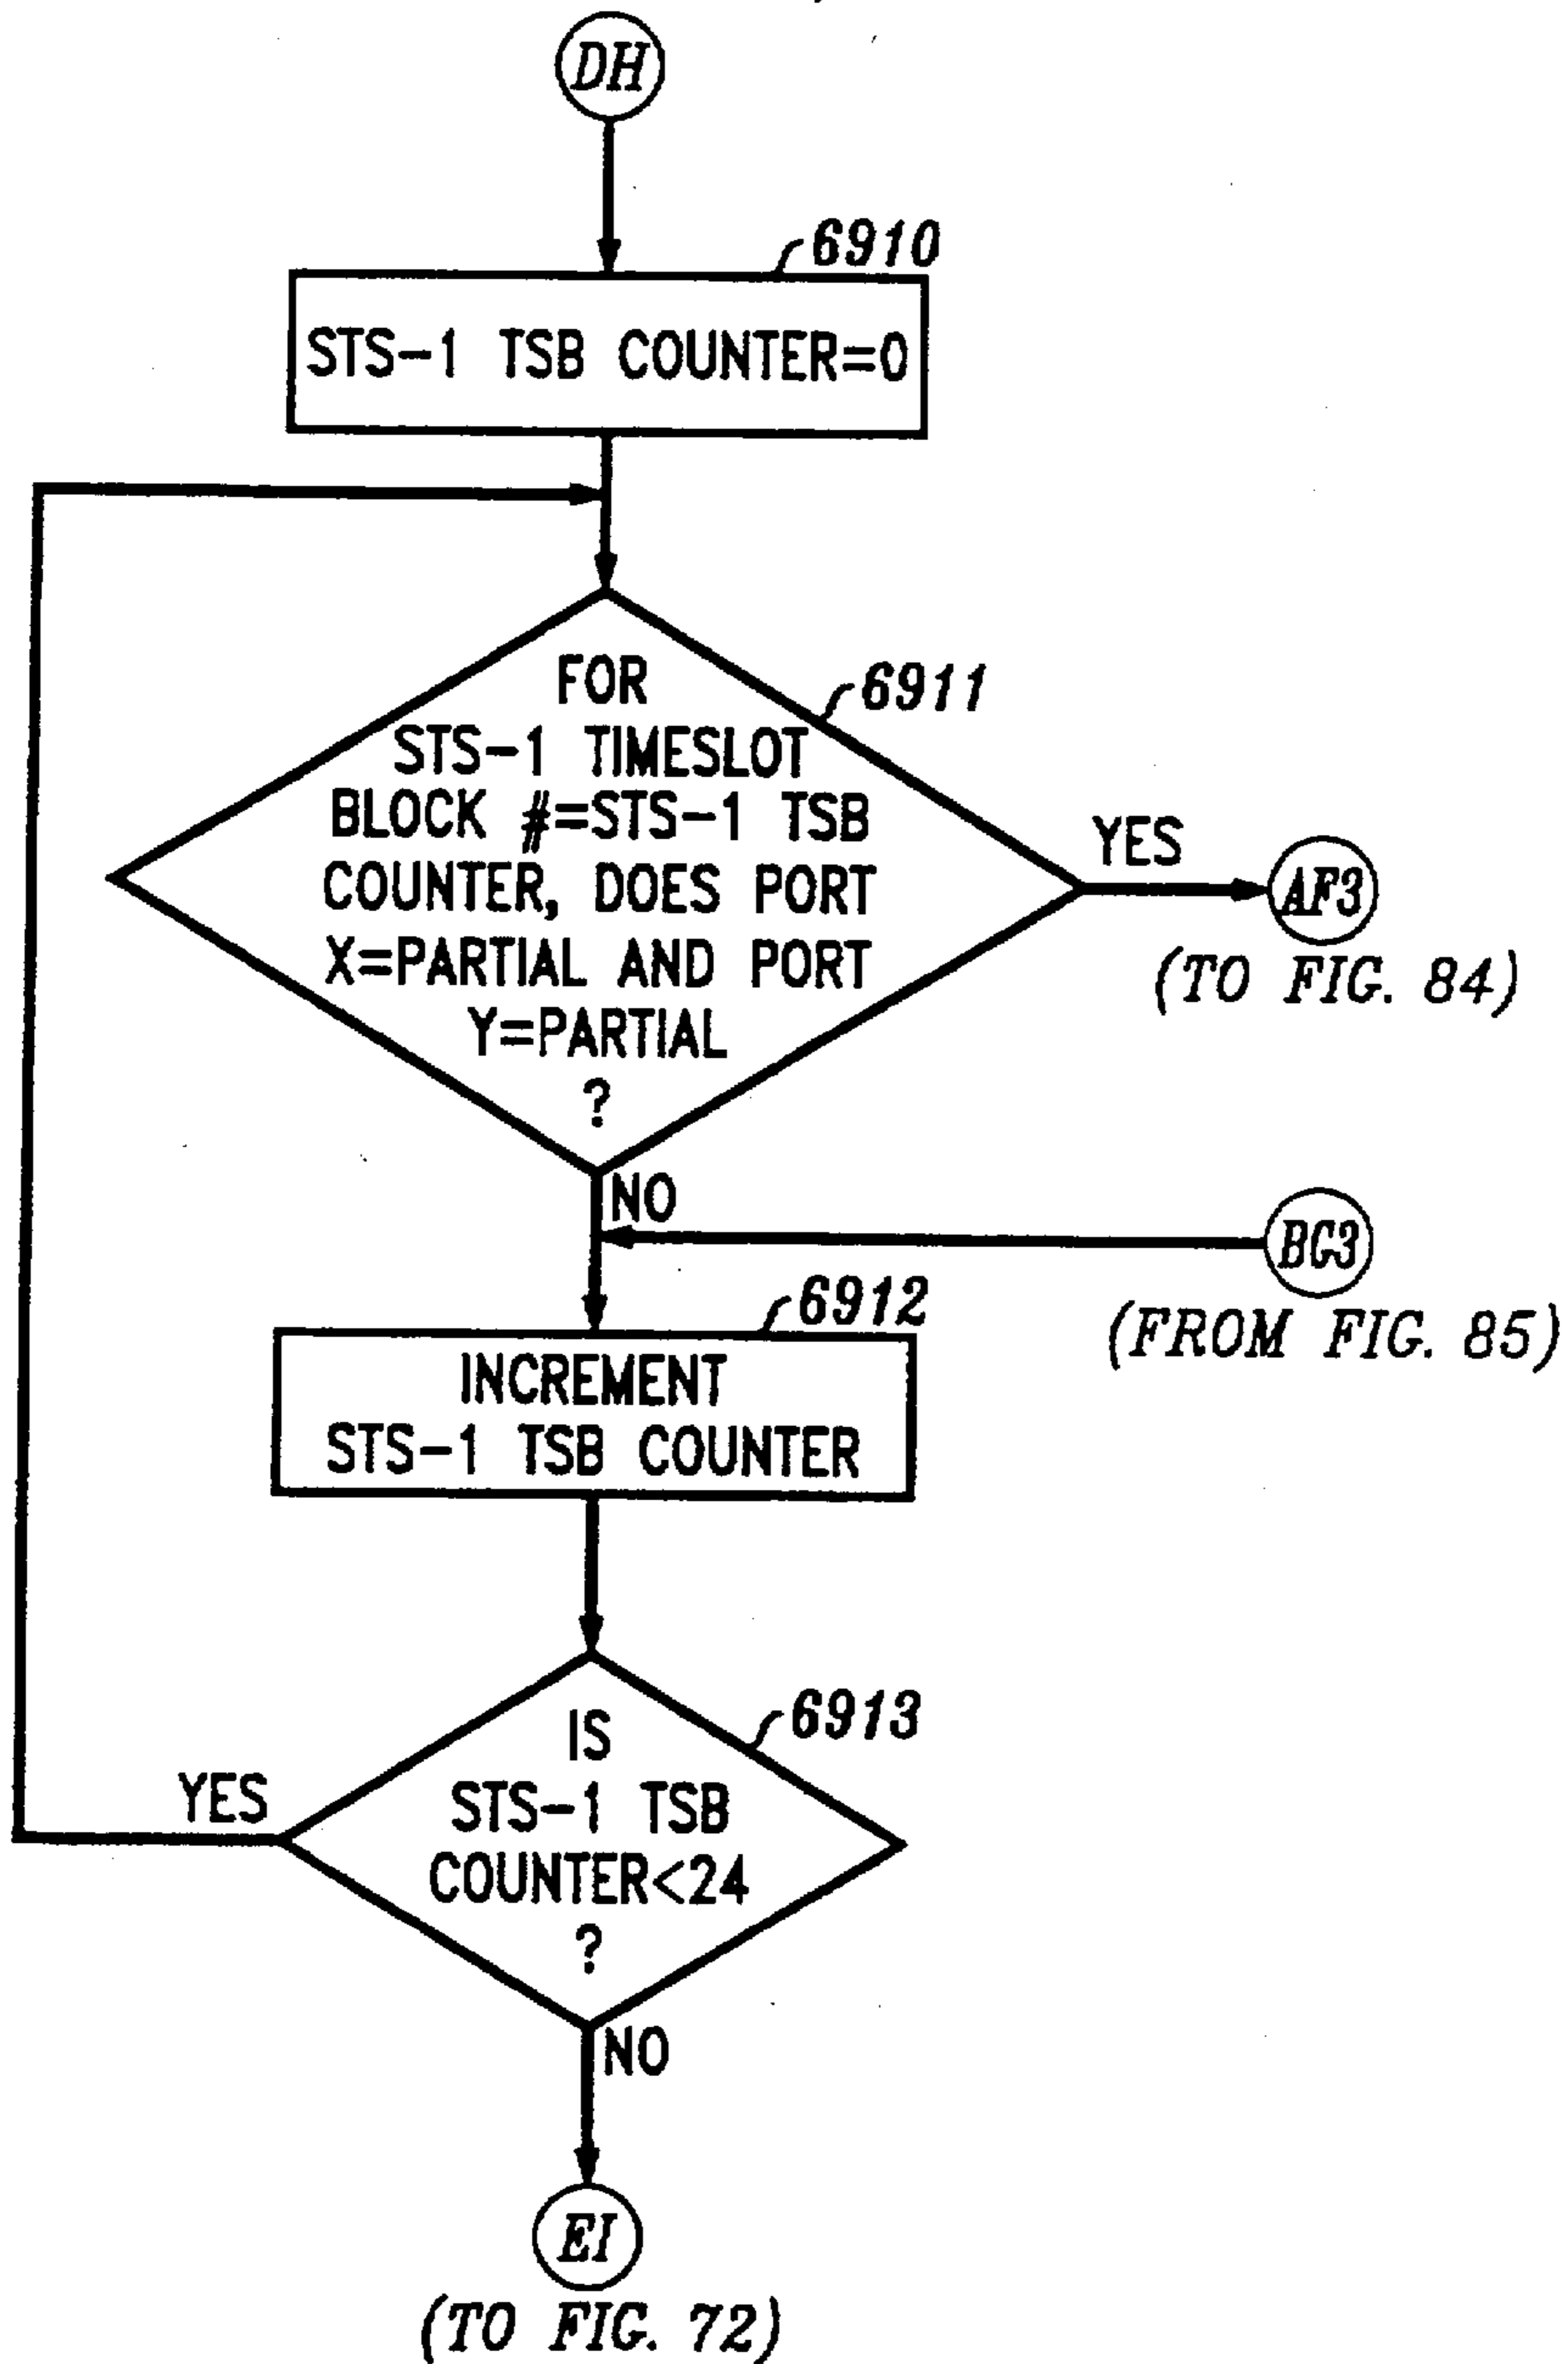 DH
6910
STS-1 TSB COUNTER=0
FOR
6911
STS-1 TIMESLOT
BLOCK #=STS-1 TSB
COUNTER, DOES PORT
X=PARTIAL AND PORT
Y=PARTIAL
?
YES
AF3
(TO FIG. 84)
NO
BG3
(FROM FIG. 85)
6912
INCREMENT
STS-1 TSB COUNTER
6913
IS
STS-1 TSB
COUNTER<24
?
YES
NO
EI
(TO FIG. 72)